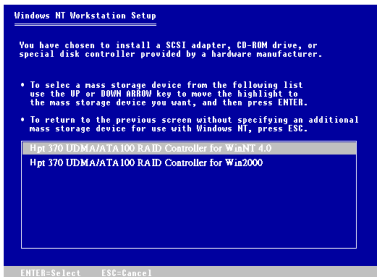 Windows NT Workstation Setup
You have chosen to install a SCSI adapter, CD-ROM drive, or
special disk controller provided by a hardware manufacturer.
• To selec a mass storage device from the following list
use the UP or DOWN ARROW key to move the highlight to
the mass storage device you want, and then press ENTER.
• To return to the previous screen without specifying an additional
mass storage device for use with Windows NT, press ESC.
Hpt 370 UDMA/ATA100 RAID Controller for WinNT 4.0
Hpt 370 UDMA/ATA100 RAID Controller for Win2000
ENTER=Select ESC=Cancel